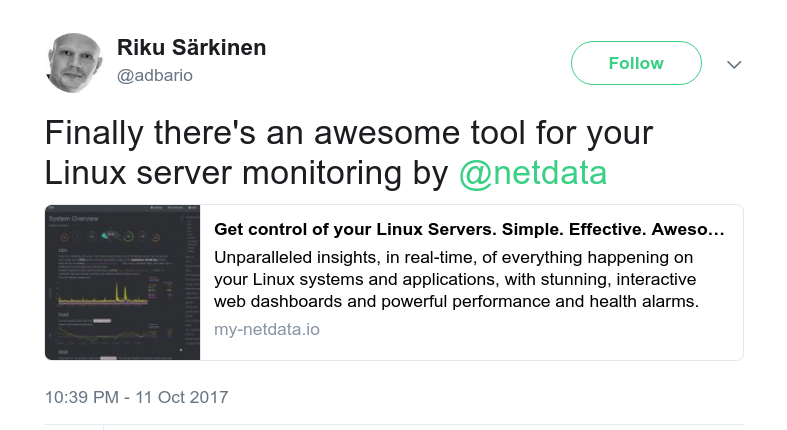 Riku Särkinen
@adbario
Follow
Finally there's an awesome tool for your
Linux server monitoring by @netdata
System Overview
Get control of your Linux Servers. Simple. Effective. Aweso...
Unparalleled insights, in real-time, of everything happening on
your Linux systems and applications, with stunning, interactive
web dashboards and powerful performance and health alarms.
my-netdata.io
10:39 PM - 11 Oct 2017